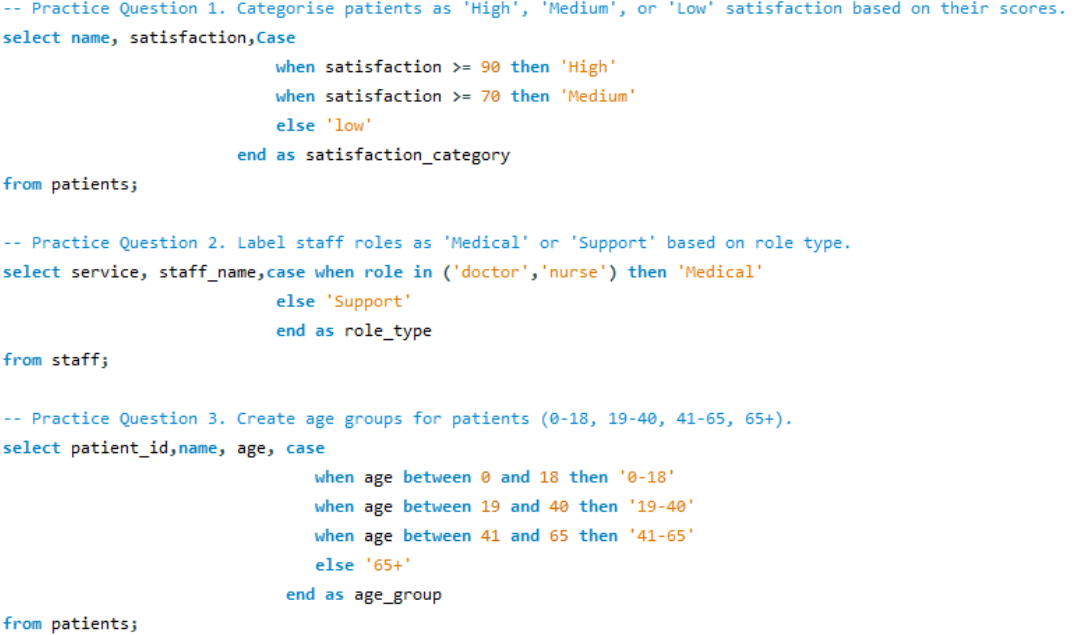 -- Practice Question 1. Categorise patients as 'High', 'Medium', or 'Low' satisfaction based on their scores.
select name, satisfaction,Case
when satisfaction >= 90 then 'High'
when satisfaction >= 70 then 'Medium'
else 'low'
end as satisfaction_category
from patients;
-- Practice Question 2. Label staff roles as 'Medical' or 'Support' based on role type.
select service, staff_name,case when role in ('doctor','nurse') then 'Medical'
else 'Support'
end as role_type
from staff;
-- Practice Question 3. Create age groups for patients (0-18, 19-40, 41-65, 65+).
select patient_id,name, age, case
when age between 0 and 18 then '0-18'
when age between 19 and 40 then '19-40'
when age between 41 and 65 then '41-65'
else '65+'
end as age_group
from patients;